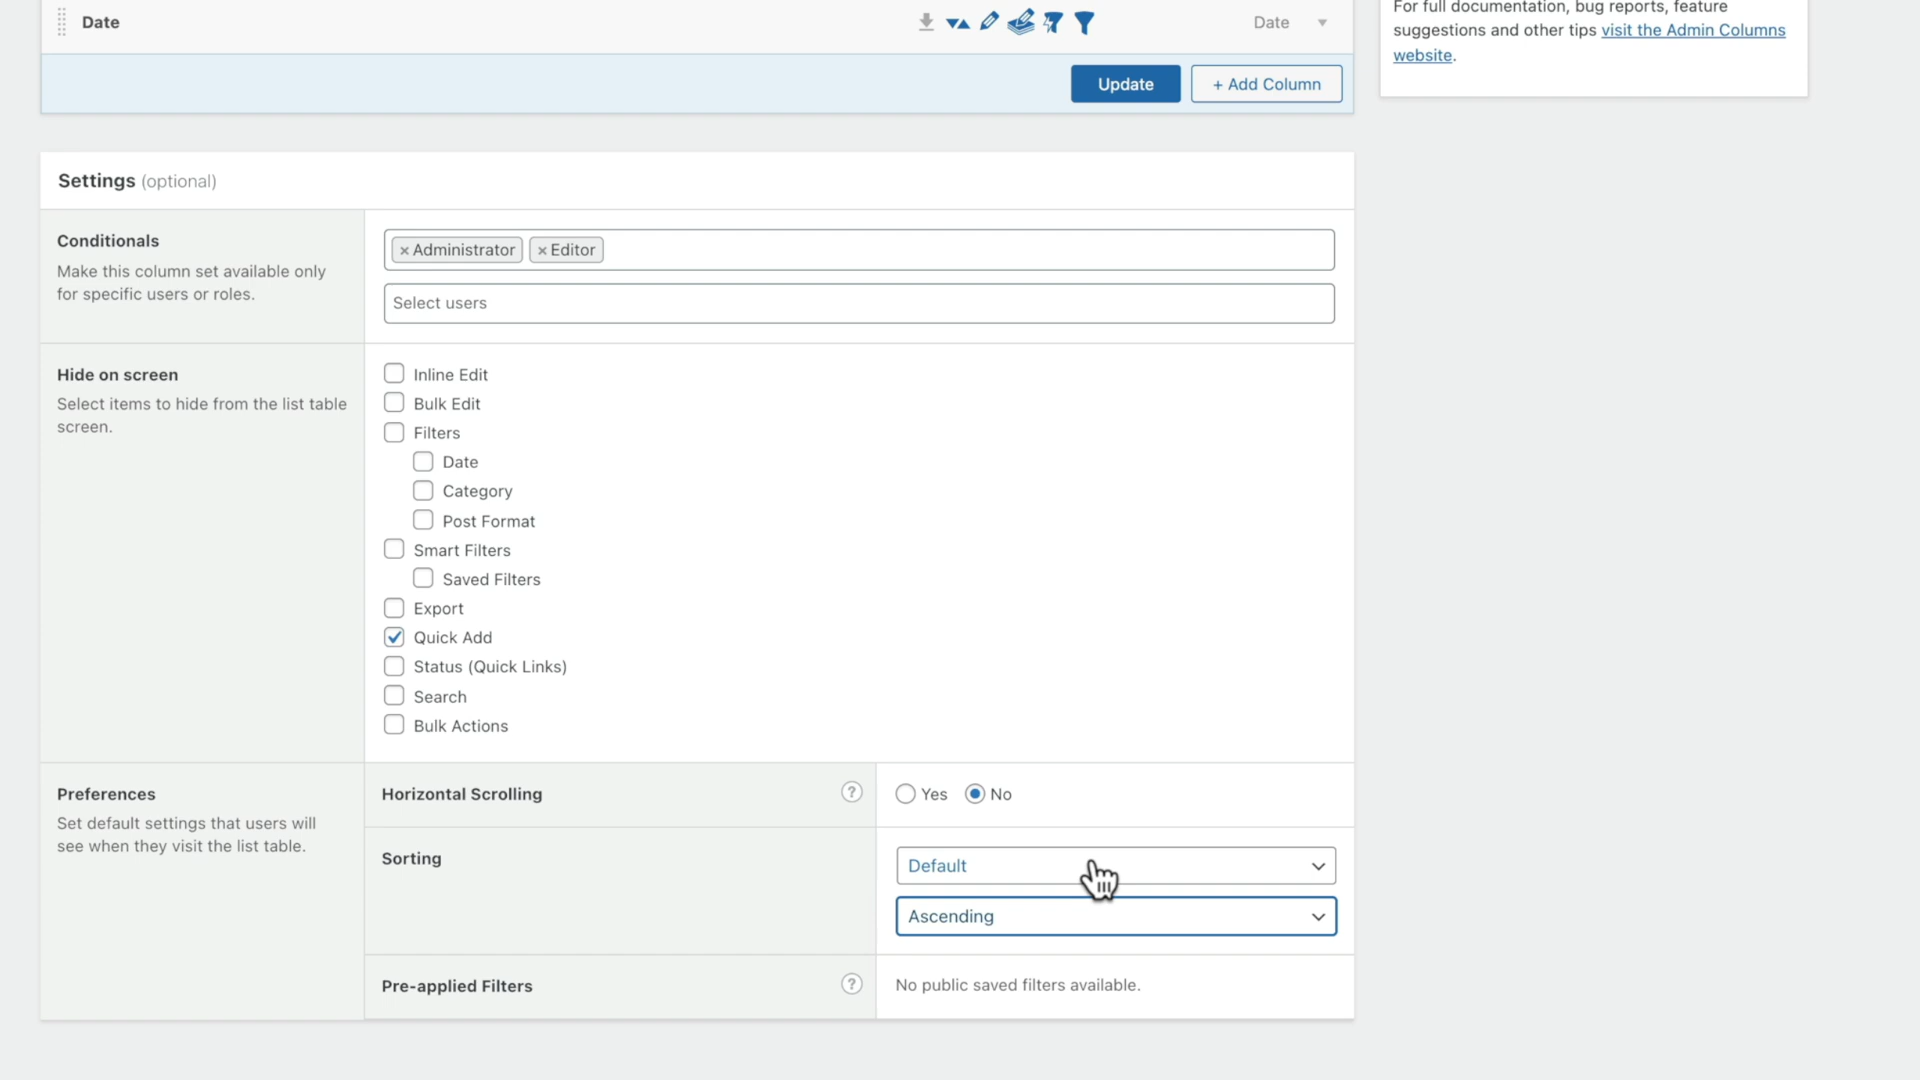 Date
Date
For full documentation, bug reports, feature
suggestions and other tips visit the Admin Columns
website.
Update
+ Add Column
Settings (optional)
Conditionals
Make this column set available only
for specific users or roles.
×Administrator ×Editor
Select users
Hide on screen
Select items to hide from the list table
screen.
Inline Edit
Bulk Edit
Filters
Date
Category
Post Format
Smart Filters
Saved Filters
Export
Quick Add
Status (Quick Links)
Search
Bulk Actions
Preferences
Set default settings that users will
see when they visit the list table.
Horizontal Scrolling ? Yes No
Sorting
Default
Ascending
Pre-applied Filters ? No public saved filters available.